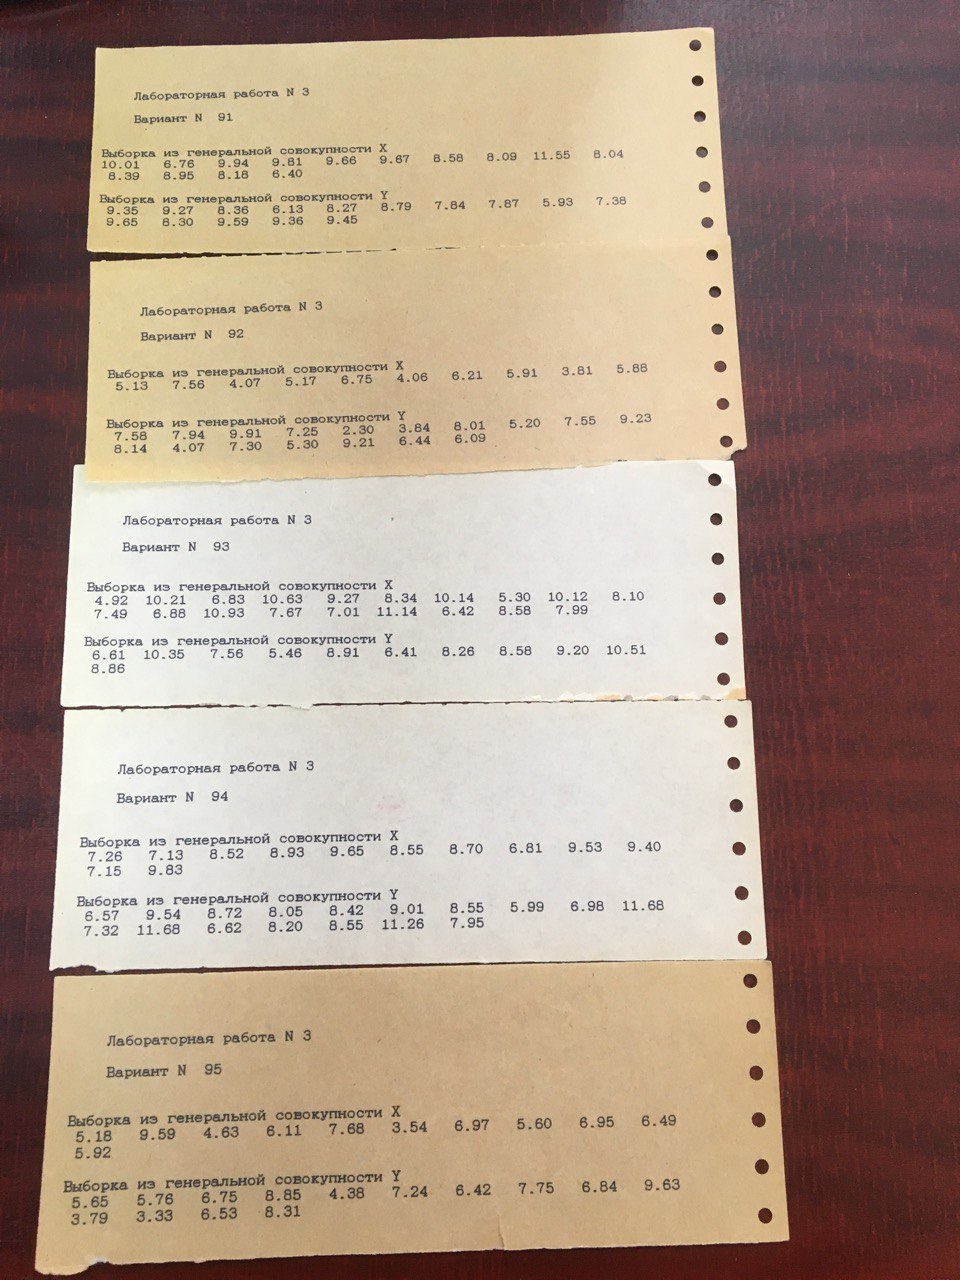 Лабораторная работа N 3
Вариант N 91
Выборка из генеральной совокупности X
10.01 6.76 9.94 9.81 9.66 9.67 8.58 8.09 11.55 8.04
8.39 8.95 8.18 6.40
Выборка из генеральной совокупности Y
9.35 9.27 8.36 6.13 8.27 8.79 7.84 7.87 5.93 7.38
9.65 8.30 9.59 9.36 9.45
Лабораторная работа N 3
Вариант N 92
Выборка из генеральной совокупности X
5.13 7.56 4.07 5.17 6.75 4.06 6.21 5.91 3.81 5.88
Выборка из генеральной совокупности Y
7.58 7.94 9.91 7.25 2.30 3.84 8.01 5.20 7.55 9.23
8.14 4.07 7.30 5.30 9.21 6.44 6.09
Лабораторная работа N 3
Вариант N 93
Выборка из генеральной совокупности X
4.92 10.21 6.83 10.63 9.27 8.34 10.14 5.30 10.12 8.10
7.49 6.88 10.93 7.67 7.01 11.14 6.42 8.58 7.99
Выборка из генеральной совокупности Y
6.61 10.35 7.56 5.46 8.91 6.41 8.26 8.58 9.20 10.51
8.86
Лабораторная работа N 3
Вариант N 94
Выборка из генеральной совокупности X
7.26 7.13 8.52 8.93 9.65 8.55 8.70 6.81 9.53 9.40
7.15 9.83
Выборка из генеральной совокупности Y
6.57 9.54 8.72 8.05 8.42 9.01 8.55 5.99 6.98 11.68
7.32 11.68 6.62 8.20 8.55 11.26 7.95
Лабораторная работа N 3
Вариант N 95
Выборка из генеральной совокупности X
5.18 9.59 4.63 6.11 7.68 3.54 6.97 5.60 6.95 6.49
5.92
Выборка из генеральной совокупности Y
5.65 5.76 6.75 8.85 4.38 7.24 6.42 7.75 6.84 9.63
3.79 3.33 6.53 8.31